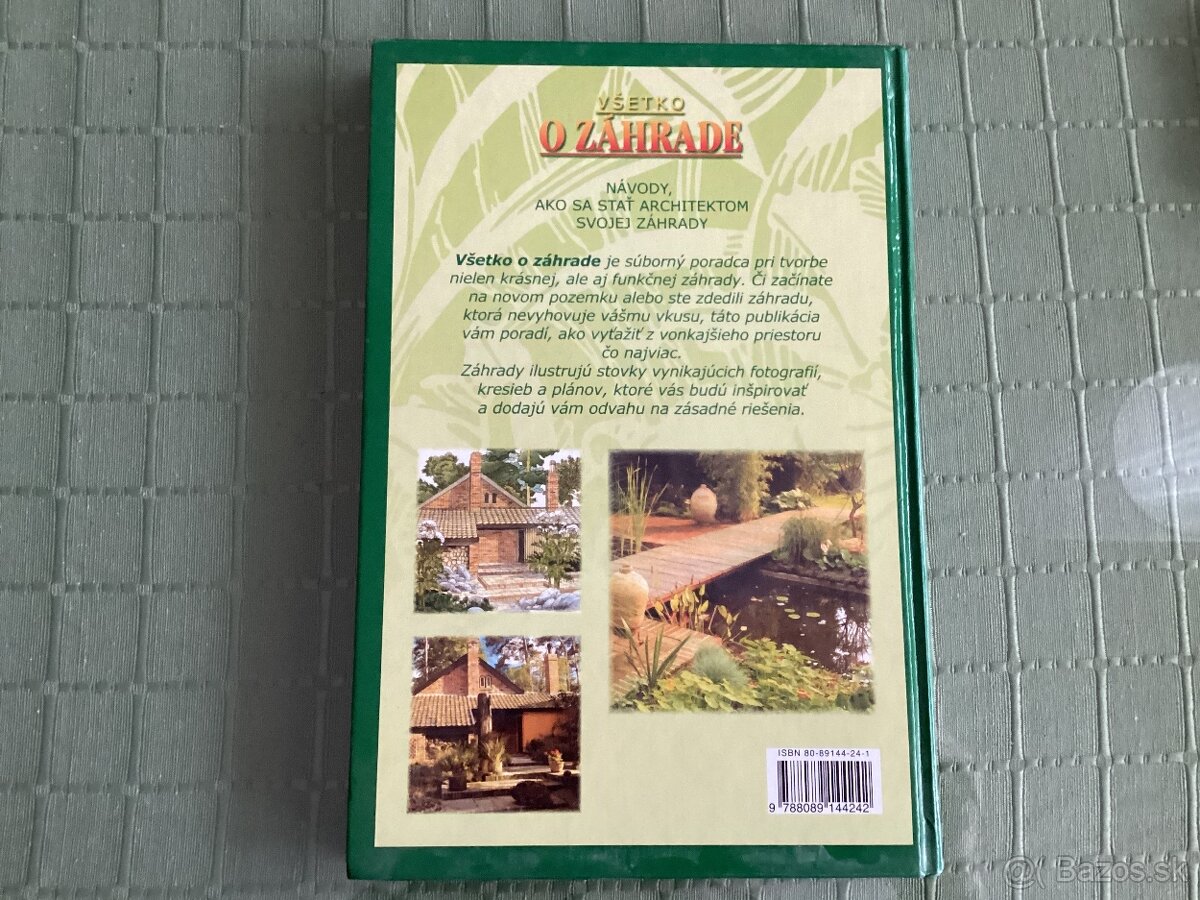 VŠETKO
O ZÁHRADE
NÁVODY,
AKO SA STAŤ ARCHITEKTOM
SVOJEJ ZÁHRADY
Všetko o záhrade je súborný poradca pri tvorbe
nielen krásnej, ale aj funkčnej záhrady. Či začínate
na novom pozemku alebo ste zdedili záhradu,
ktorá nevyhovuje vášmu vkusu, táto publikácia
vám poradí, ako vyťažiť z vonkajšieho priestoru
čo najviac.
Záhrady ilustrujú stovky vynikajúcich fotografií,
kresieb a plánov, ktoré vás budú inšpirovať
a dodajú vám odvahu na zásadné riešenia.
ISBN 80-89144-24-1
9 788089 144242
@( Bazos.sk